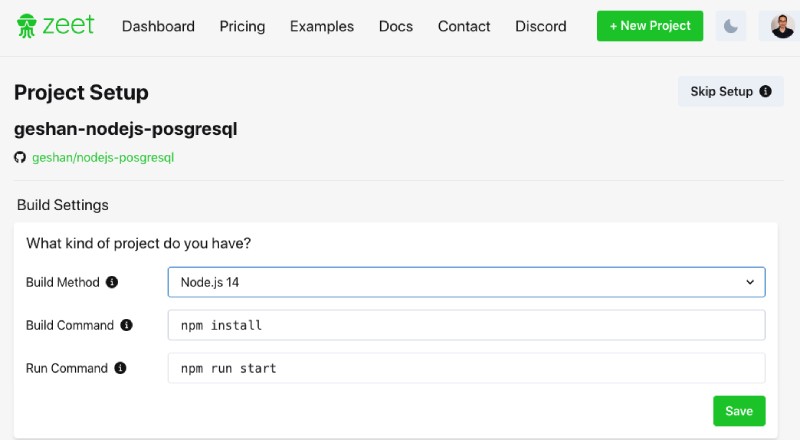 zeet Dashboard Pricing Examples Docs Contact Discord + New Project
Project Setup Skip Setup
geshan-nodejs-posgresql
geshan/nodejs-posgresql
Build Settings
What kind of project do you have?
Build Method Node.js 14
Build Command npm install
Run Command npm run start
Save